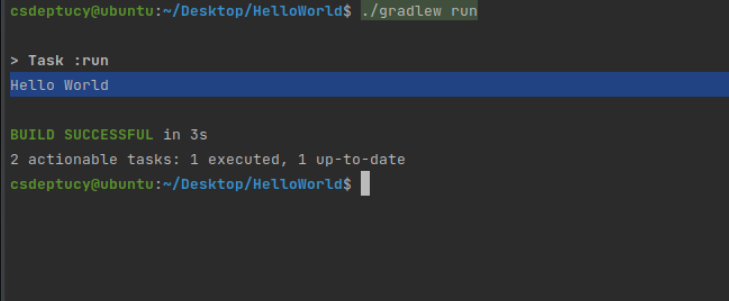 csdeptucy@ubuntu:~/Desktop/HelloWorld$ ./gradlew run
> Task :run
Hello World
BUILD SUCCESSFUL in 3s
2 actionable tasks: 1 executed, 1 up-to-date
csdeptucy@ubuntu:~/Desktop/HelloWorld$